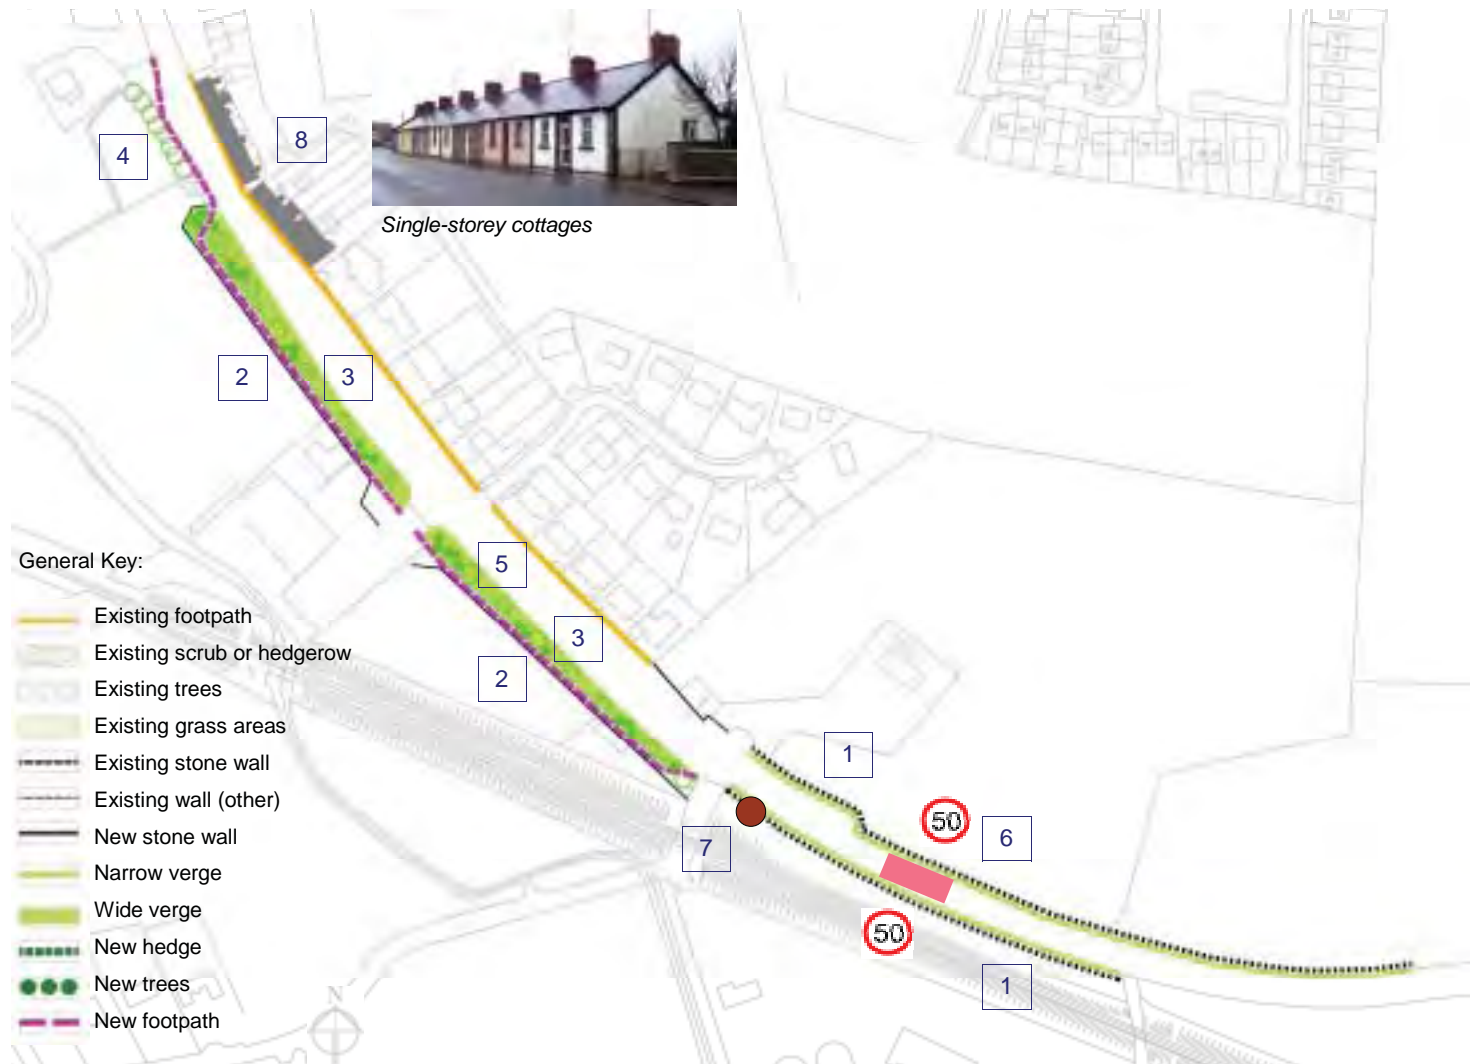 8
4
Single-storey cottages
2
3
5
3
2
General Key:
Existing footpath
Existing scrub or hedgerow
Existing trees
Existing grass areas
Existing stone wall
Existing wall (other)
New stone wall
Narrow verge
Wide verge
New hedge
New trees
New footpath
1
50
6
7
50
1
N